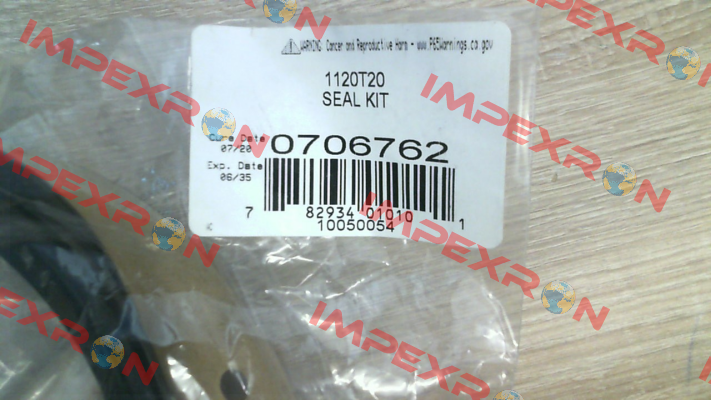 WARNING: Cancer and Reproductive Harm - www.P65Warnings.ca.gov
1120T20
SEAL KIT
Cure Date
07/20
0706762
Exp. Date
06/35
7 82934 01010 1
10050054
IMPEXRON
IMPEXRON
IMPEXRON
IMPEXRON
IMPEXRON
IMPEXRON
IMPEXRON